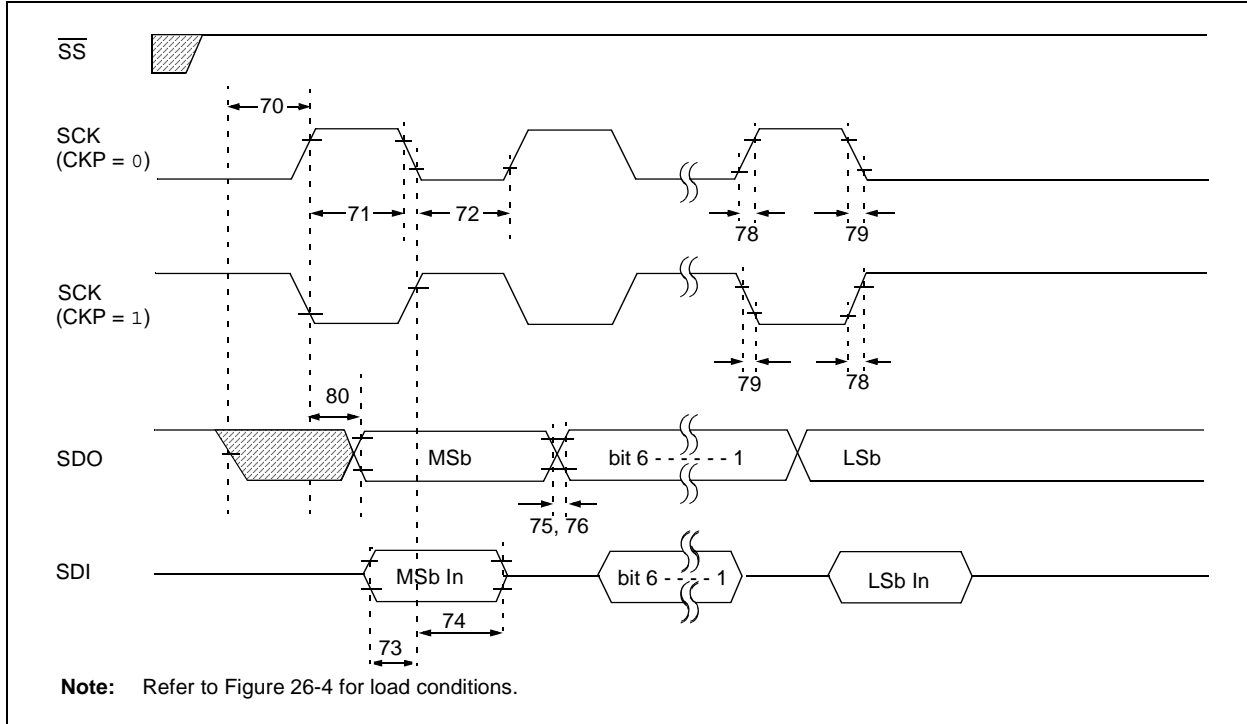 SS
70
SCK
(CKP = 0)
71
72
78
79
SCK
(CKP = 1)
79
78
80
SDO
MSb
bit 6 - - - - - - 1
LSb
75, 76
SDI
MSb In
bit 6 - - - - - 1
LSb In
74
73
Note: Refer to Figure 26-4 for load conditions.